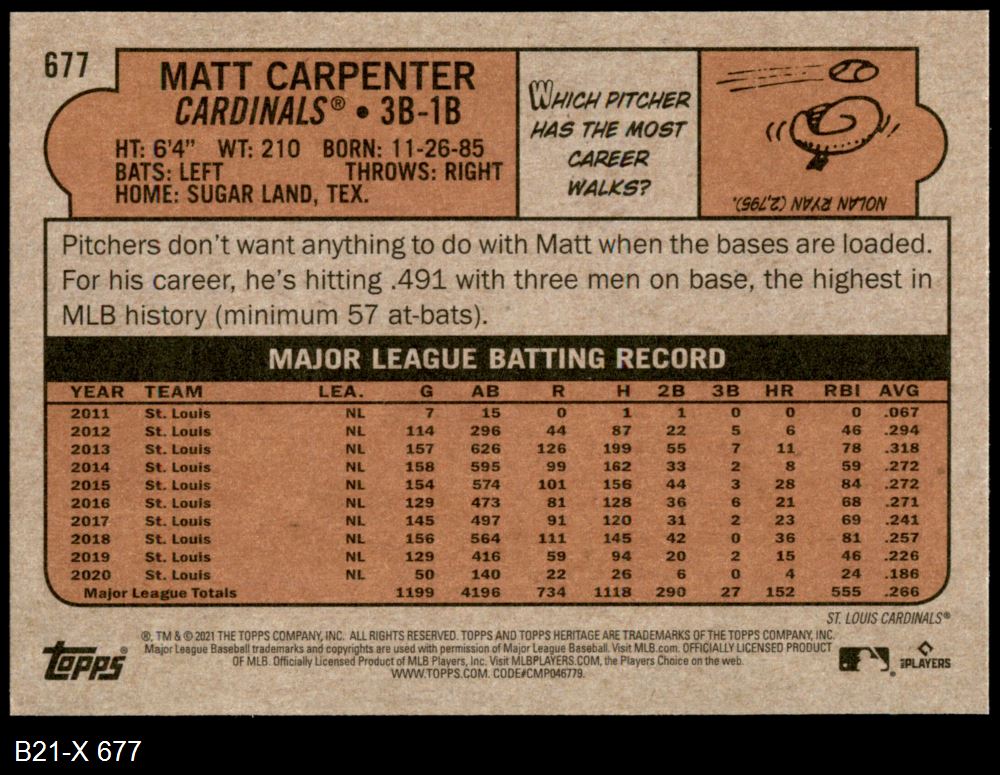 677
MATT CARPENTER
CARDINALS® • 3B-1B
HT: 6'4" WT: 210 BORN: 11-26-85
BATS: LEFT THROWS: RIGHT
HOME: SUGAR LAND, TEX.
WHICH PITCHER
HAS THE MOST
CAREER
WALKS?
NOLAN RYAN (2,795).
Pitchers don't want anything to do with Matt when the bases are loaded.
For his career, he's hitting .491 with three men on base, the highest in
MLB history (minimum 57 at-bats).
MAJOR LEAGUE BATTING RECORD
YEAR TEAM LEA. G AB R H 2B 3B HR RBI AVG
2011 St. Louis NL 7 15 0 1 1 0 0 0 .067
2012 St. Louis NL 114 296 44 87 22 5 6 46 .294
2013 St. Louis NL 157 626 126 199 55 7 11 78 .318
2014 St. Louis NL 158 595 99 162 33 2 8 59 .272
2015 St. Louis NL 154 574 101 156 44 3 28 84 .272
2016 St. Louis NL 129 473 81 128 36 6 21 68 .271
2017 St. Louis NL 145 497 91 120 31 2 23 69 .241
2018 St. Louis NL 156 564 111 145 42 0 36 81 .257
2019 St. Louis NL 129 416 59 94 20 2 15 46 .226
2020 St. Louis NL 50 140 22 26 6 0 4 24 .186
Major League Totals 1199 4196 734 1118 290 27 152 555 .266
ST. LOUIS CARDINALS®
®, TM & © 2021 THE TOPPS COMPANY, INC. ALL RIGHTS RESERVED. TOPPS AND TOPPS HERITAGE ARE TRADEMARKS OF THE TOPPS COMPANY, INC.
Major League Baseball trademarks and copyrights are used with permission of Major League Baseball. Visit MLB.com. OFFICIALLY LICENSED PRODUCT
OF MLB. Officially Licensed Product of MLB Players, Inc. Visit MLBPLAYERS.COM, the Players Choice on the web.
WWW.TOPPS.COM. CODE#CMP046779.
topps®
MLB PLAYERS
B21-X 677